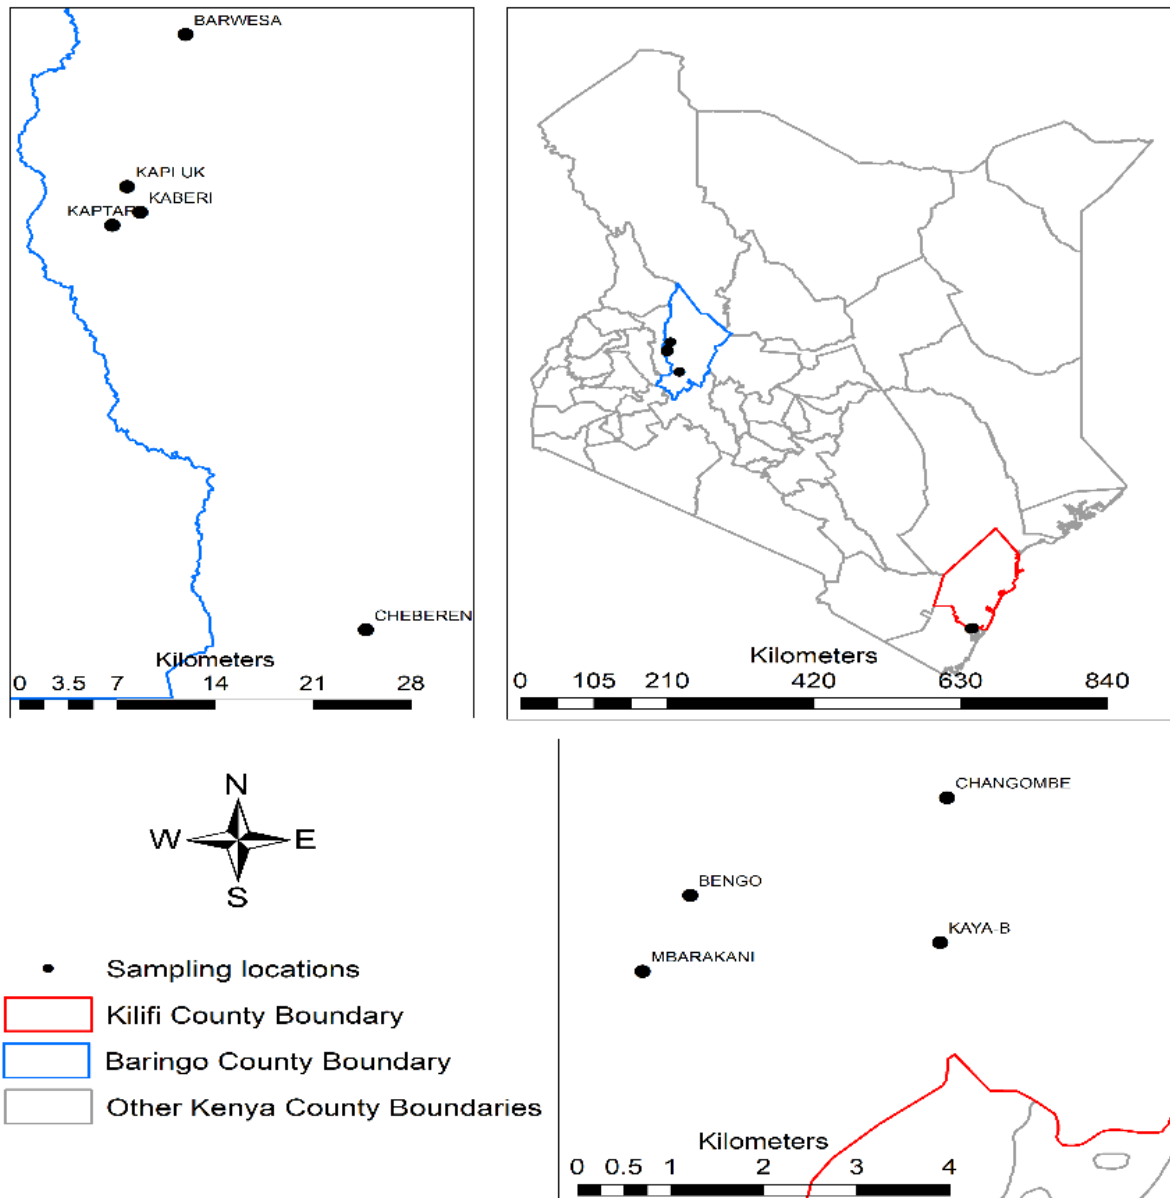 BARWESA
KAPLUK
KABERI
KAPTAR
CHEBEREN
Kilometers
0 3.5 7 14 21 28
Kilometers
0 105 210 420 630 840
N
W E
S
Sampling locations
Kilifi County Boundary
Baringo County Boundary
Other Kenya County Boundaries
CHANGOMBE
BENGO
KAYA-B
MBARAKANI
Kilometers
0 0.5 1 2 3 4